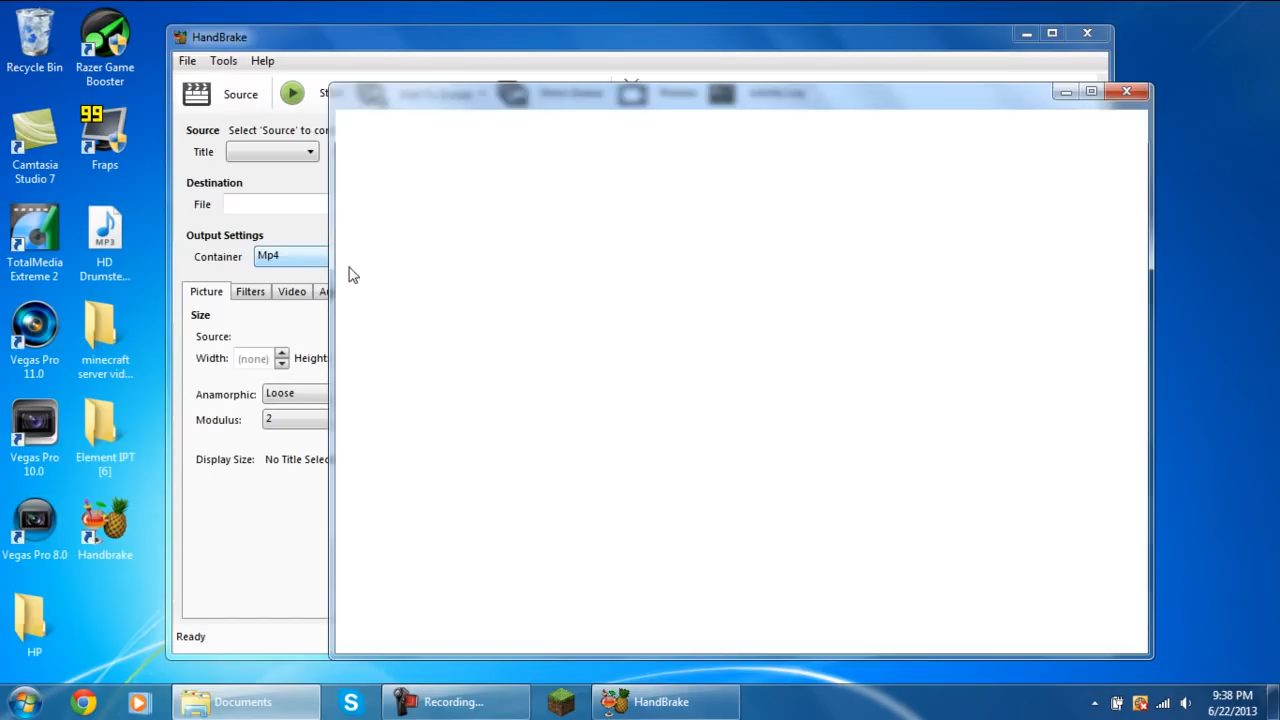 Recycle Bin
Razer Game
Booster
Camtasia
Studio 7
99
Fraps
TotalMedia
Extreme 2
MP3
HD
Drumste...
Vegas Pro
11.0
minecraft
server vid...
Vegas Pro
10.0
Element IPT
[6]
Vegas Pro 8.0
Handbrake
HP
HandBrake
File Tools Help
Source
Source Select 'Source' to con
Title
Destination
File
Output Settings
Container Mp4
Picture Filters Video
Size
Source:
Width: (none) Height:
Anamorphic: Loose
Modulus: 2
Display Size: No Title Selec
Ready
Documents
Recording...
HandBrake
9:38 PM
6/22/2013